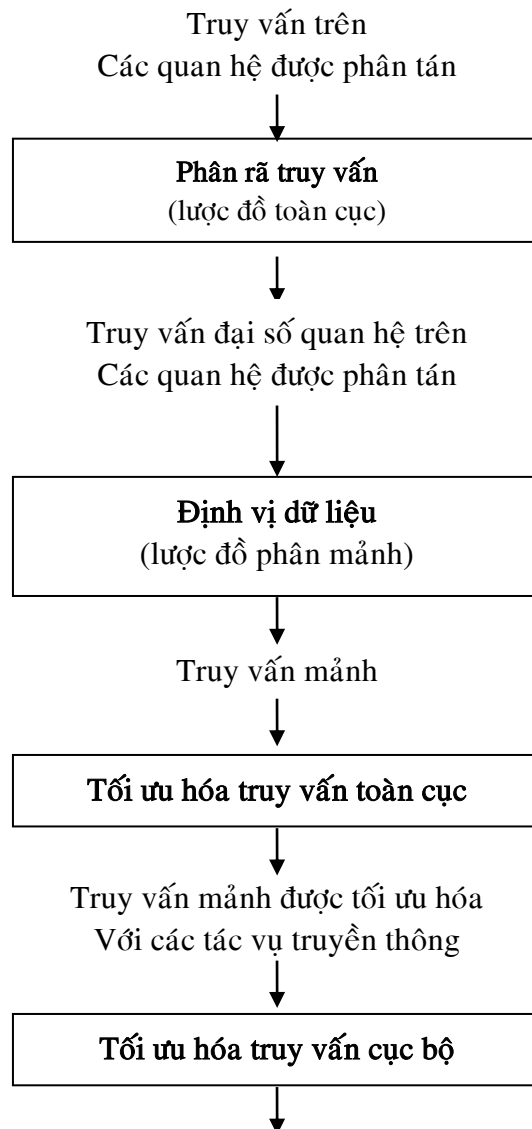 Truy vấn trên
Các quan hệ được phân tán
Phân rã truy vấn
(lược đồ toàn cục)
Truy vấn đại số quan hệ trên
Các quan hệ được phân tán
Định vị dữ liệu
(lược đồ phân mảnh)
Truy vấn mảnh
Tối ưu hóa truy vấn toàn cục
Truy vấn mảnh được tối ưu hóa
Với các tác vụ truyền thông
Tối ưu hóa truy vấn cục bộ